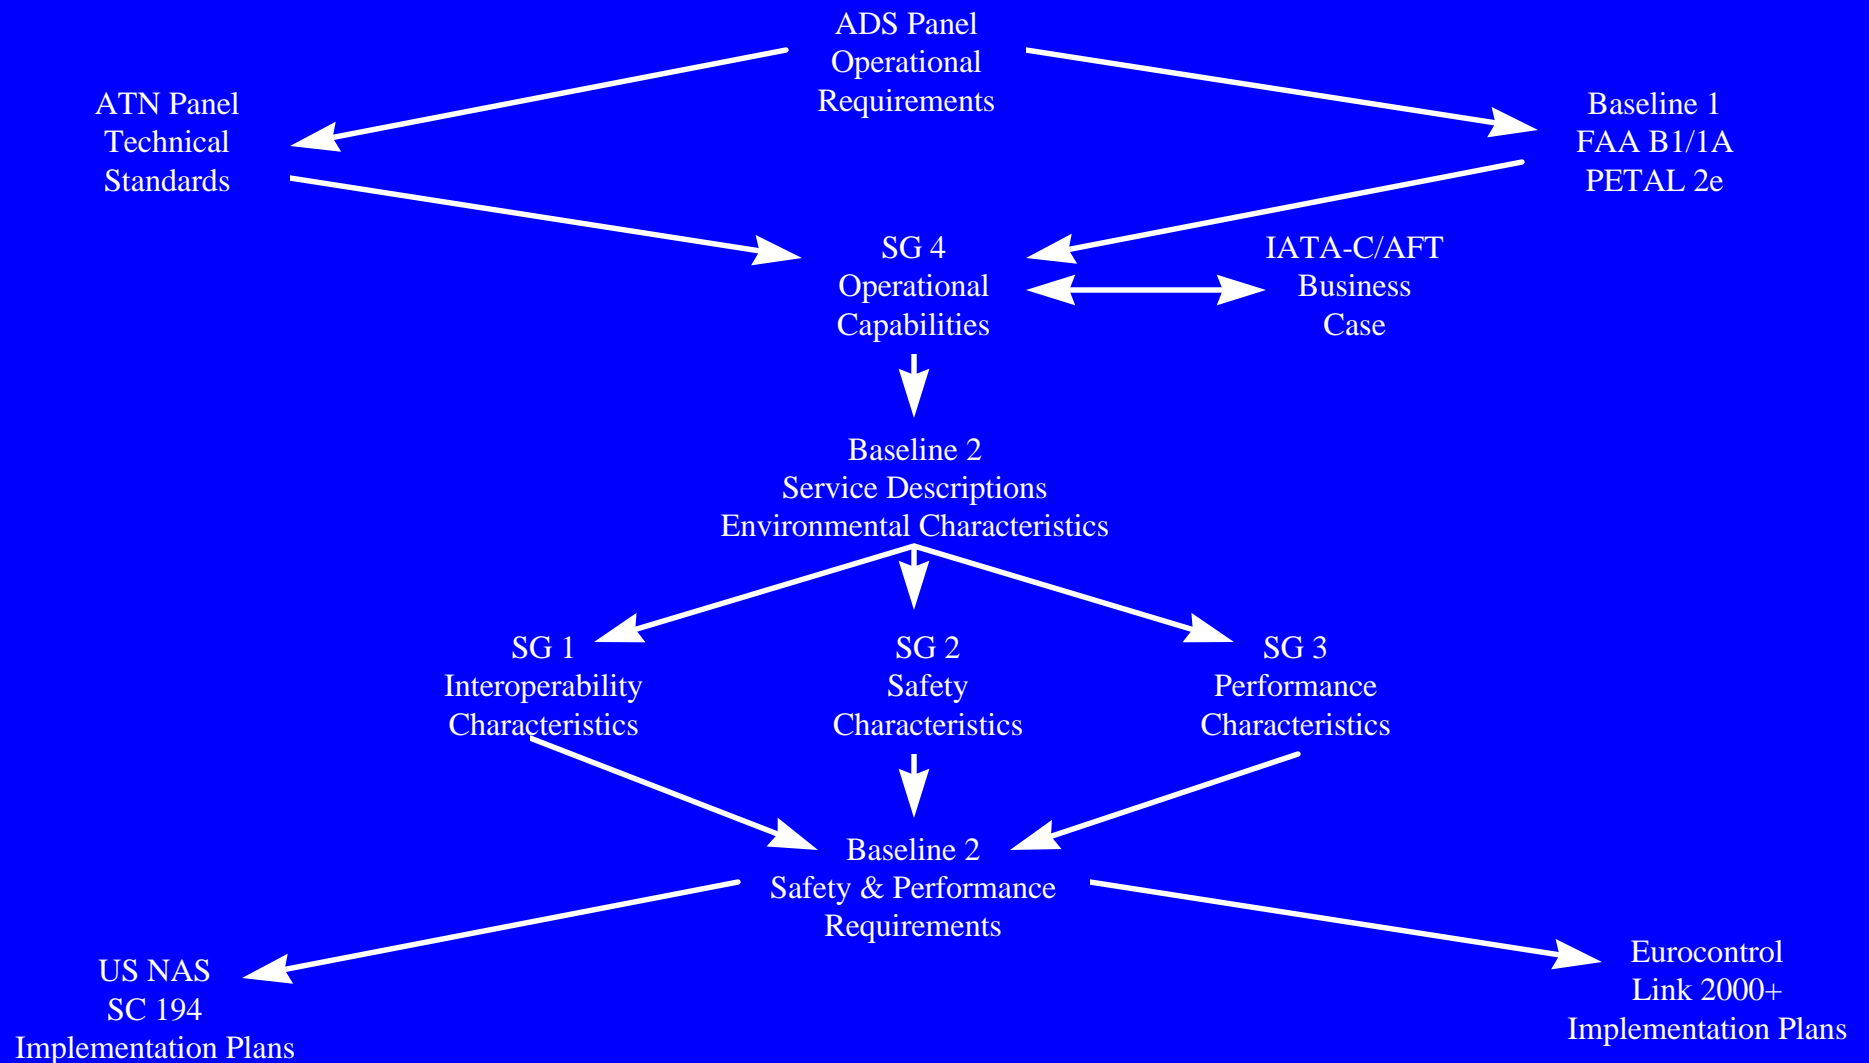 ADS Panel
Operational
Requirements
ATN Panel
Technical
Standards
Baseline 1
FAA B1/1A
PETAL 2e
SG 4
Operational
Capabilities
IATA-C/AFT
Business
Case
Baseline 2
Service Descriptions
Environmental Characteristics
SG 1
Interoperability
Characteristics
SG 2
Safety
Characteristics
SG 3
Performance
Characteristics
Baseline 2
Safety & Performance
Requirements
US NAS
SC 194
Implementation Plans
Eurocontrol
Link 2000+
Implementation Plans